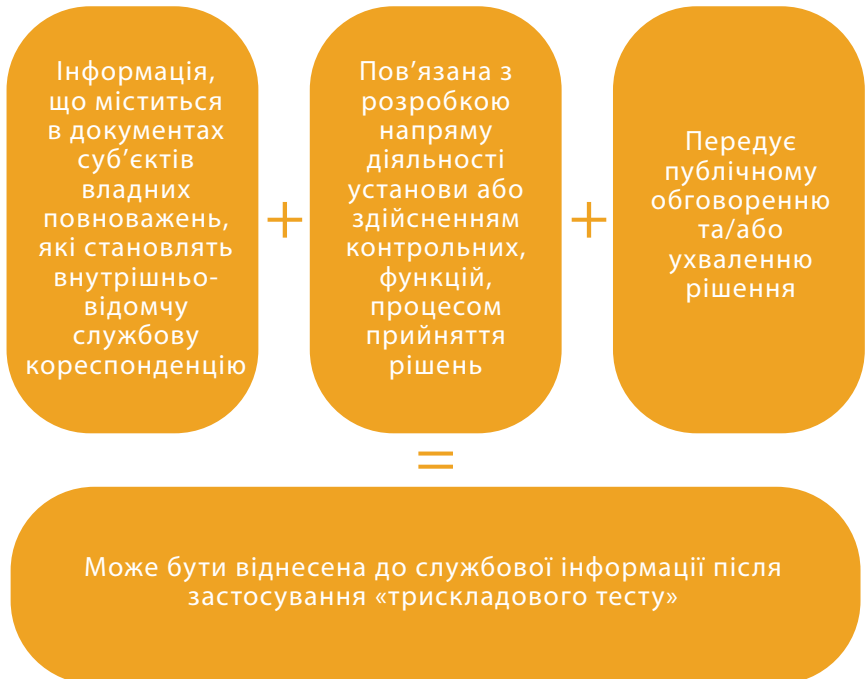 Інформація,
що міститься
в документах
суб’єктів
владних
повноважень,
які становлять
внутрішньо-
відомчу
службову
кореспонденцію
+
Пов’язана з
розробкою
напряму
діяльності
установи або
здійсненням
контрольних,
функцій,
процесом
прийняття
рішень
+
Передує
публічному
обговоренню
та/або
ухваленню
рішення
=
Може бути віднесена до службової інформації після
застосування «трискладового тесту»